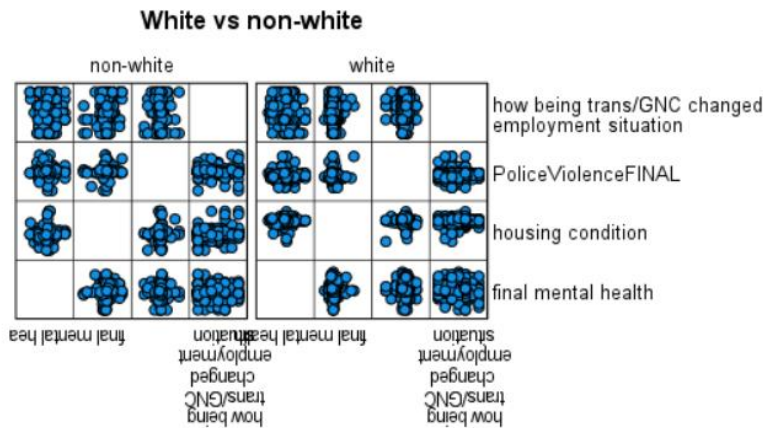 White vs non-white
non-white
white
how being trans/GNC changed
employment situation
PoliceViolenceFINAL
housing condition
final mental health
final mental hea
situation
employment
changed
trans/GNC
how being
final mental hea
situation
employment
changed
trans/GNC
how being